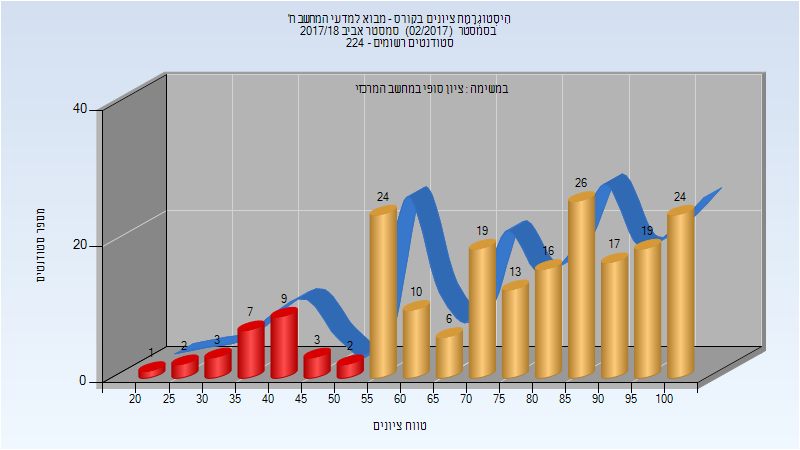 היסטוגרמת ציונים בקורס - מבוא למדעי המחשב ח'
בסמסטר (02/2017) סמסטר אביב 2017/18
סטודנטים רשומים - 224
במשימה : ציון סופי במחשב המרכזי
מספר סטודנטים
40
20
0
1 2 3 7 9 3 2 24 10 6 19 13 16 26 17 19 24
20 25 30 35 40 45 50 55 60 65 70 75 80 85 90 95 100
טווח ציונים